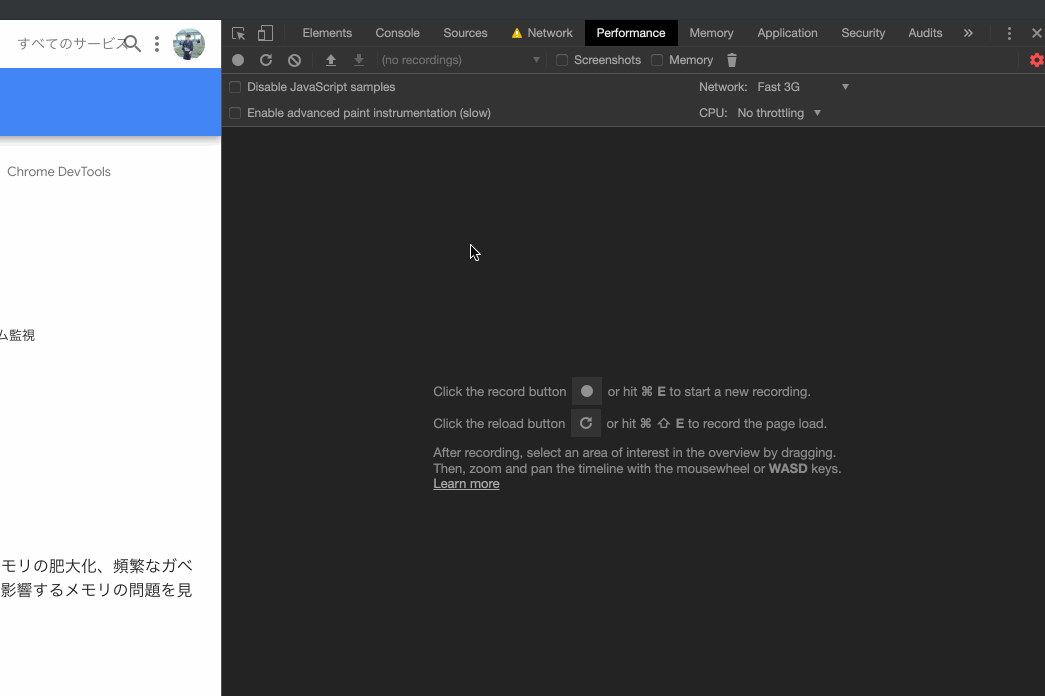 すべてのサービス
Chrome DevTools
ム監視
モリの肥大化、頻繁なガベ
影響するメモリの問題を見
Elements Console Sources Network Performance Memory Application Security Audits »
(no recordings) Screenshots Memory
Disable JavaScript samples Network: Fast 3G
Enable advanced paint instrumentation (slow) CPU: No throttling
Click the record button or hit ⌘ E to start a new recording.
Click the reload button or hit ⌘ ⇧ E to record the page load.
After recording, select an area of interest in the overview by dragging.
Then, zoom and pan the timeline with the mousewheel or WASD keys.
Learn more